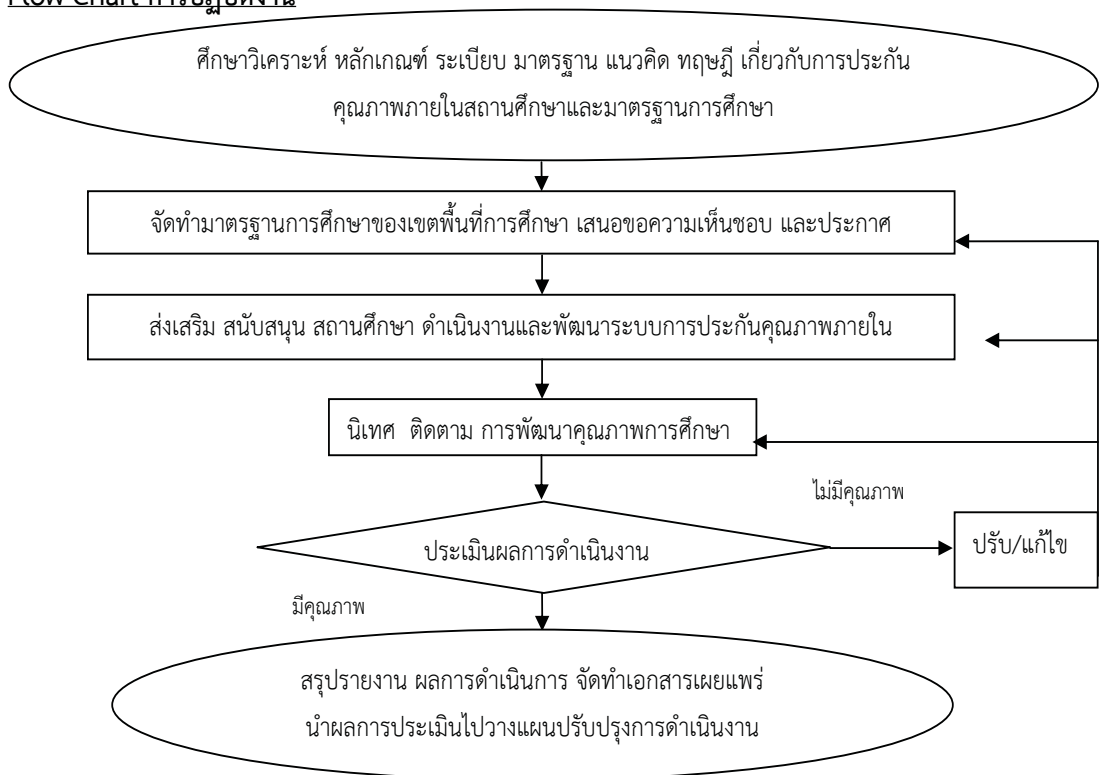 Flow Chart การปฏิบัติงาน
ศึกษาวิเคราะห์ หลักเกณฑ์ ระเบียบ มาตรฐาน แนวคิด ทฤษฎี เกี่ยวกับการประกัน
คุณภาพภายในสถานศึกษาและมาตรฐานการศึกษา
จัดทำมาตรฐานการศึกษาของเขตพื้นที่การศึกษา เสนอขอความเห็นชอบ และประกาศ
ส่งเสริม สนับสนุน สถานศึกษา ดำเนินงานและพัฒนาระบบการประกันคุณภาพภายใน
นิเทศ ติดตาม การพัฒนาคุณภาพการศึกษา
ไม่มีคุณภาพ
ประเมินผลการดำเนินงาน
ปรับ/แก้ไข
มีคุณภาพ
สรุปรายงาน ผลการดำเนินการ จัดทำเอกสารเผยแพร่
นำผลการประเมินไปวางแผนปรับปรุงการดำเนินงาน